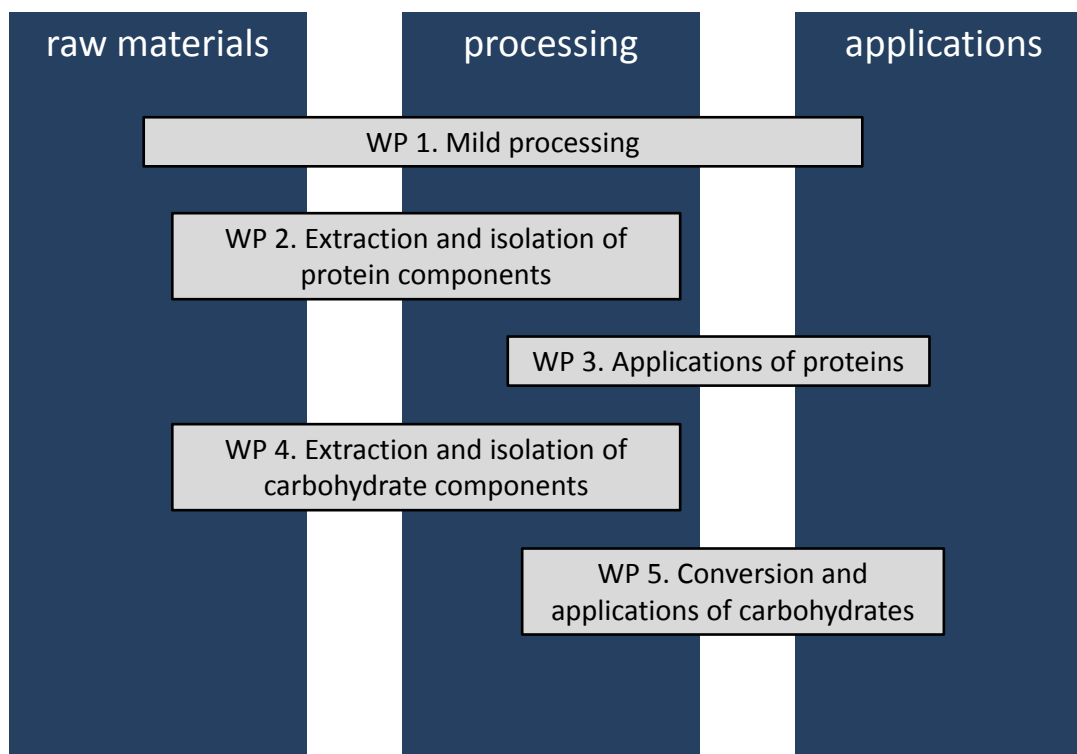 raw materials
processing
applications
WP 1. Mild processing
WP 2. Extraction and isolation of
protein components
WP 3. Applications of proteins
WP 4. Extraction and isolation of
carbohydrate components
WP 5. Conversion and
applications of carbohydrates